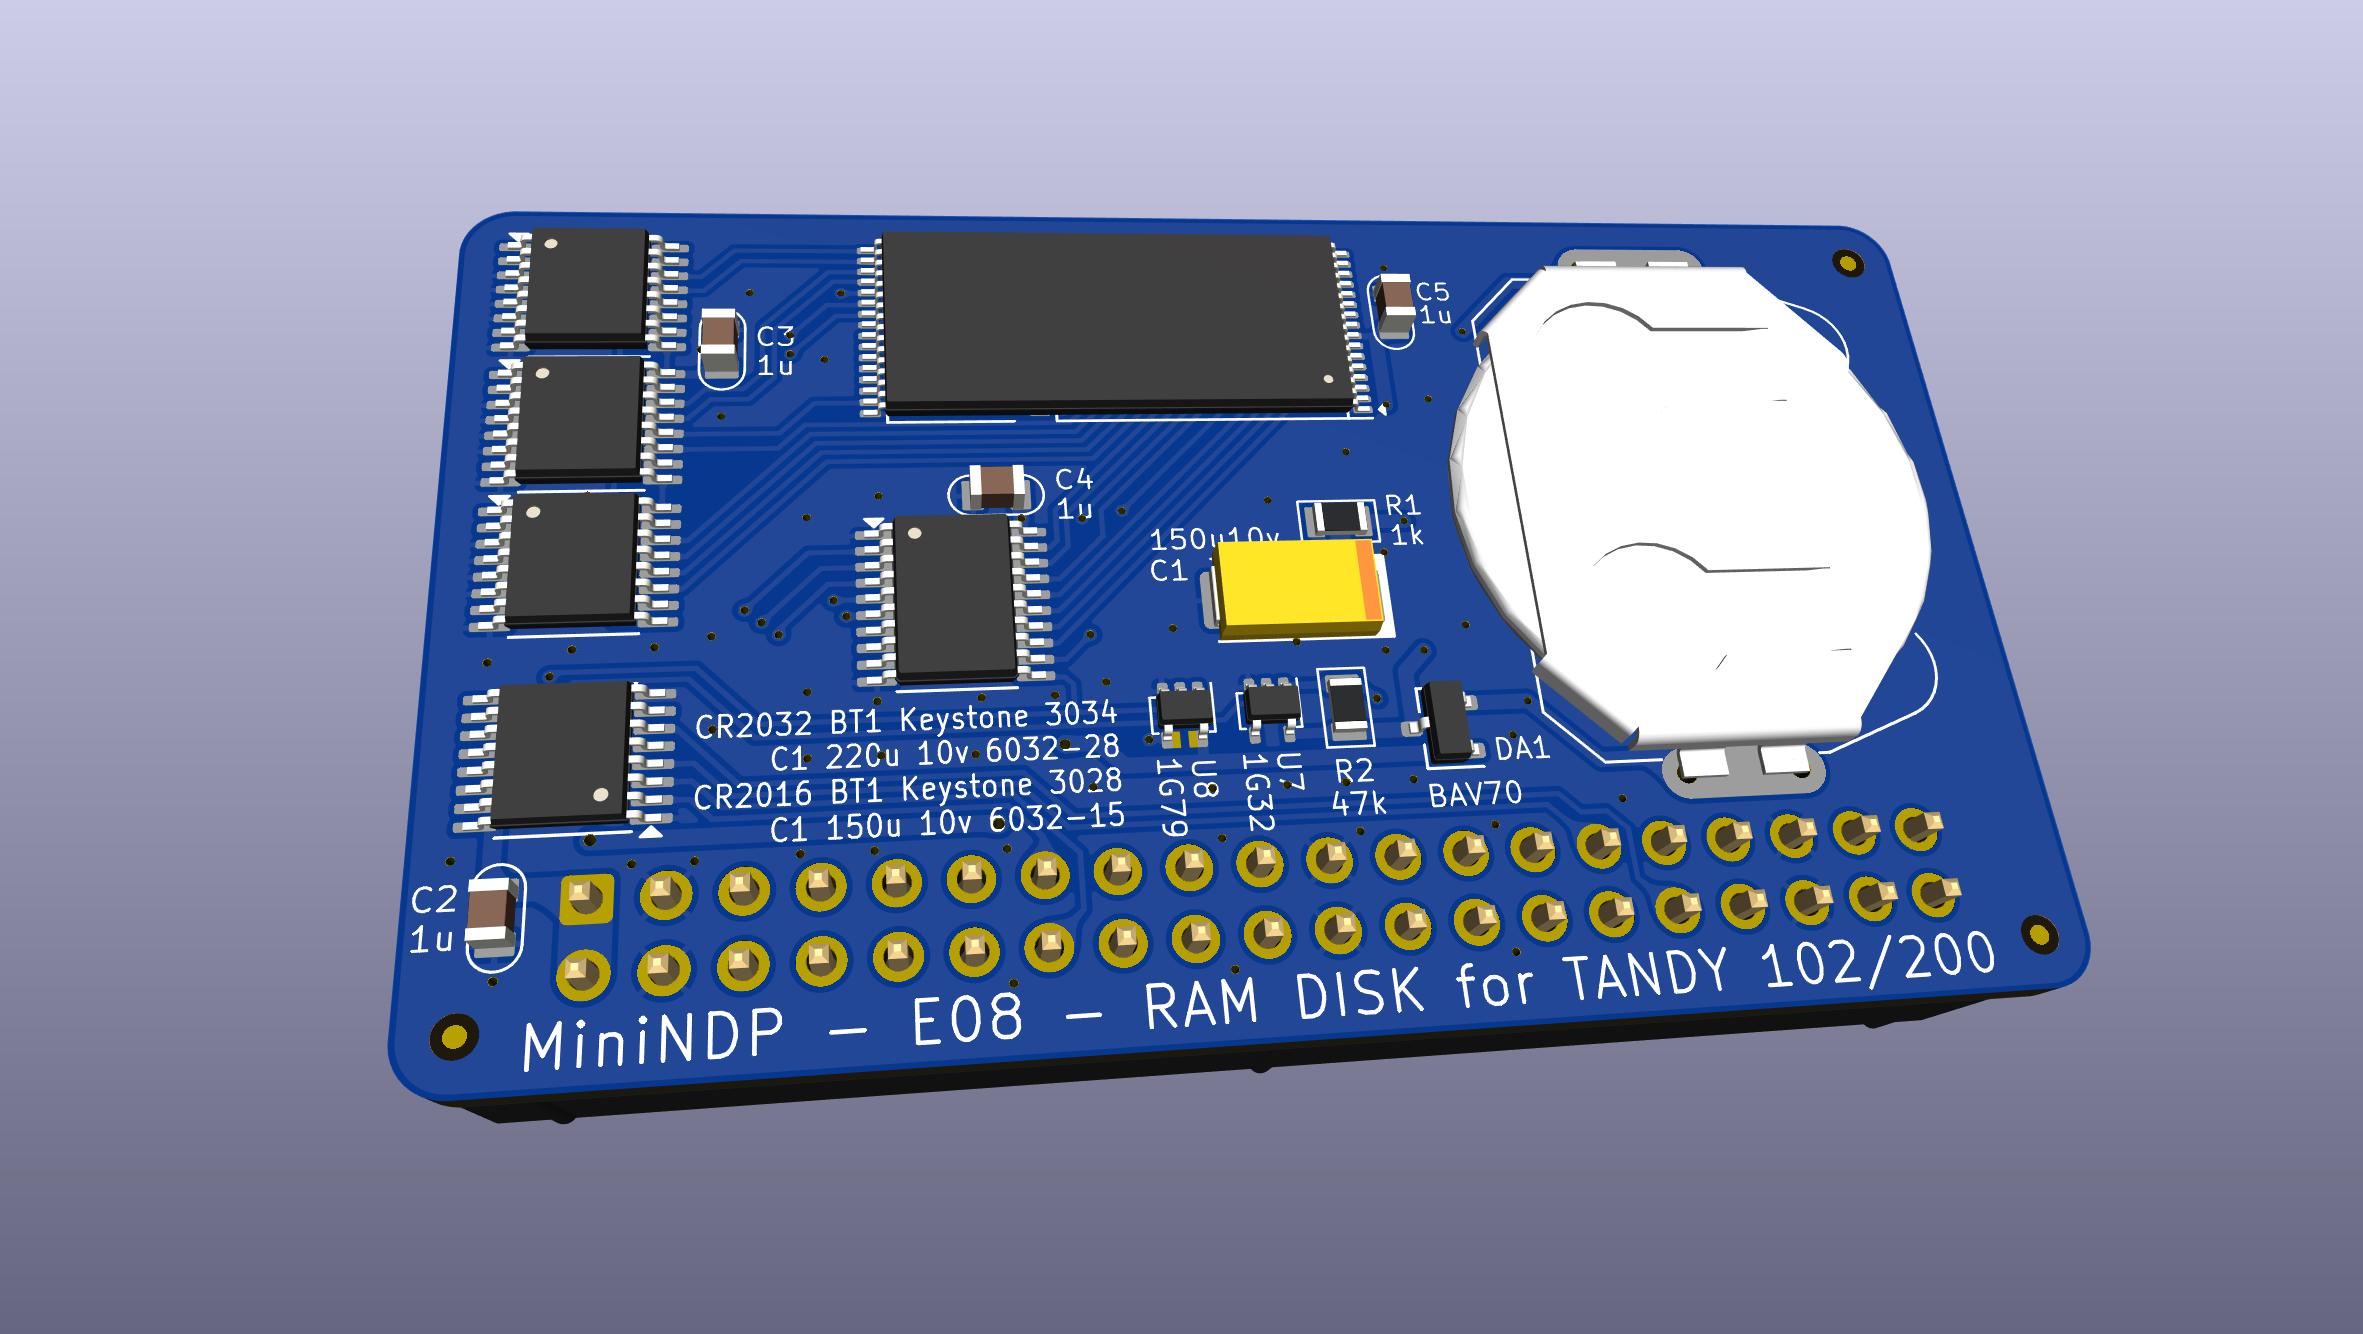 C3
1u
C5
1u
C4
1u
R1
1k
150u10v
C1
CR2032 BT1 Keystone 3034
C1 220u 10v 6032-28
CR2016 BT1 Keystone 3028
C1 150u 10v 6032-15
U8
1G79
U7
1G32
R2
47k
DA1
BAV70
C2
1u
MiniNDP - E08 - RAM DISK for TANDY 102/200